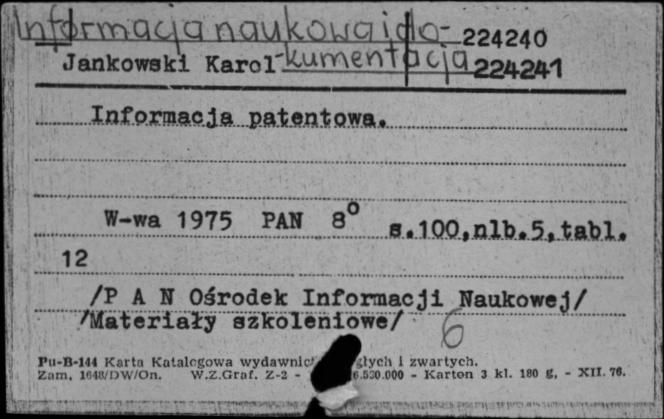 Informacja naukowa i do- 224240
Jankowski Karol kumentacja 224241
Informacja patentowa.
W-wa 1975 PAN 8° s.100,nlb.5,tabl.
12
/P A N Ośrodek Informacji Naukowej/
/Materiały szkoleniowe/ 6
Pu-B-144 Karta Katalogowa wydawnic głych i zwartych.
Zam. 1648/DW/On. W.Z.Graf. Z-2 - 6.500.000 - Karton 3 kl. 180 g. - XII. 76.